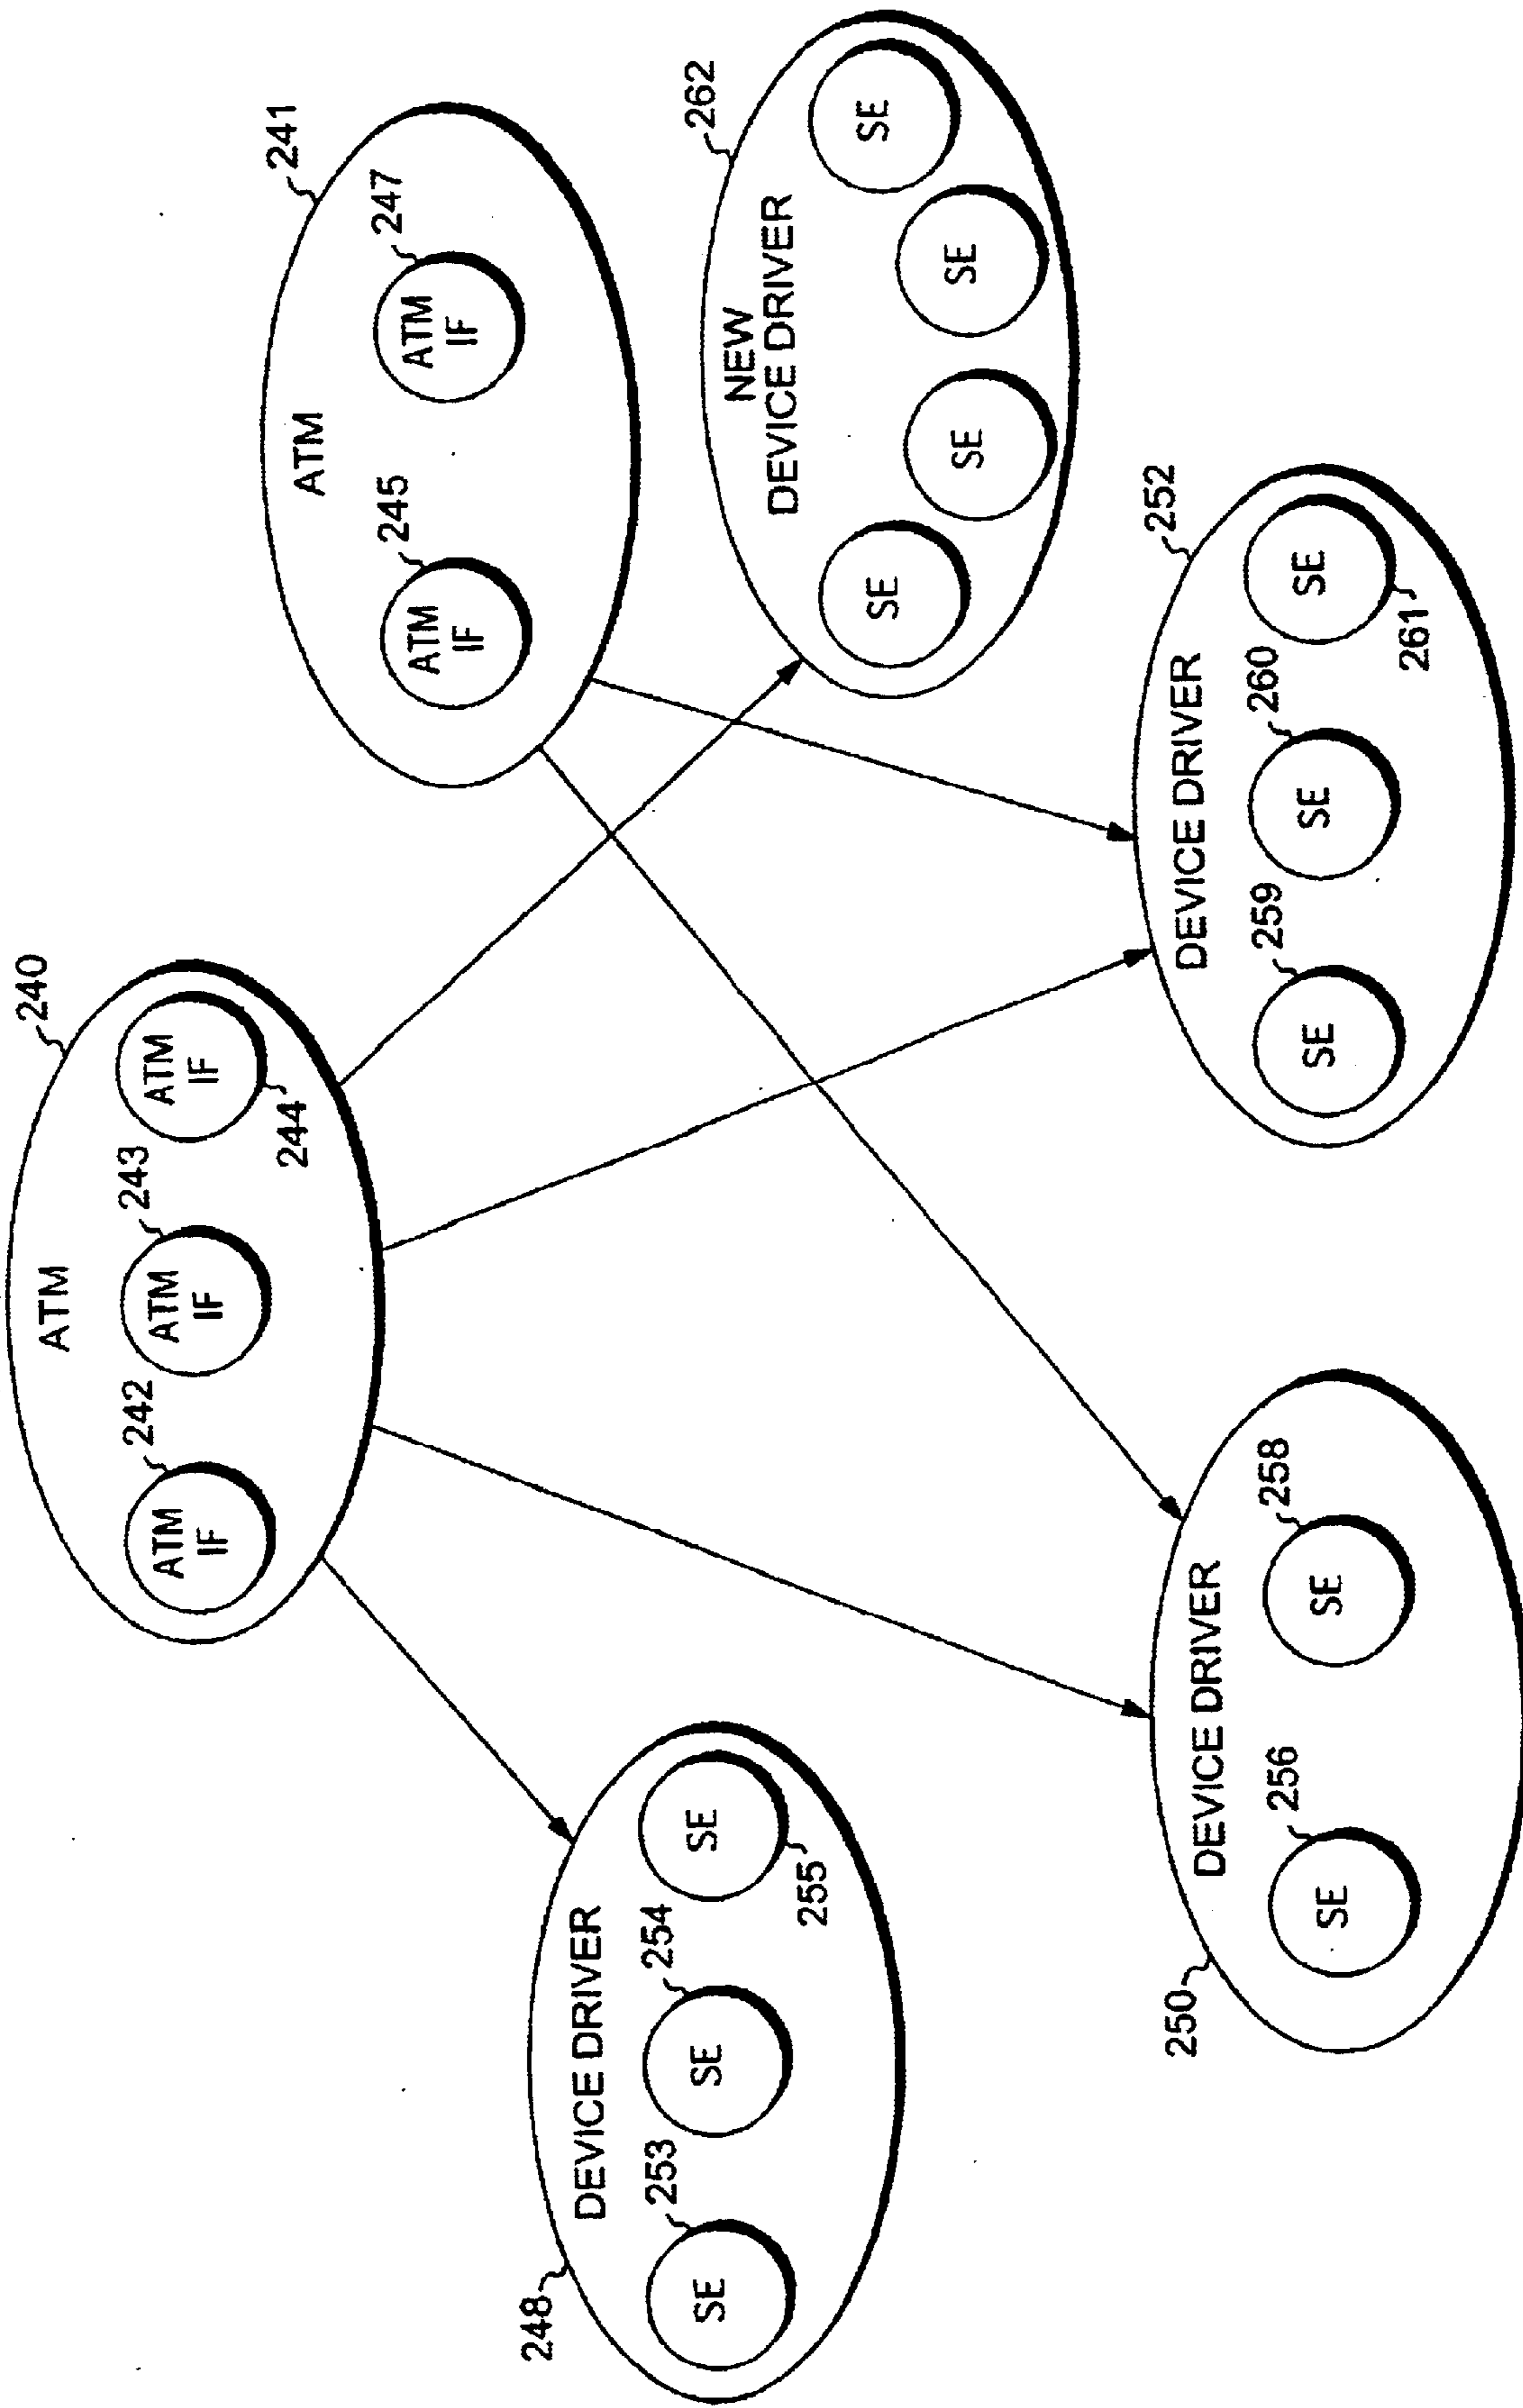 240
ATM
242
243
ATM
IF
ATM
IF
ATM
IF
244
241
ATM
245
247
ATM
IF
ATM
IF
248
DEVICE DRIVER
253
254
SE
SE
SE
255
262
NEW
DEVICE DRIVER
SE
SE
SE
SE
250
DEVICE DRIVER
256
258
SE
SE
252
DEVICE DRIVER
259
260
SE
SE
SE
261